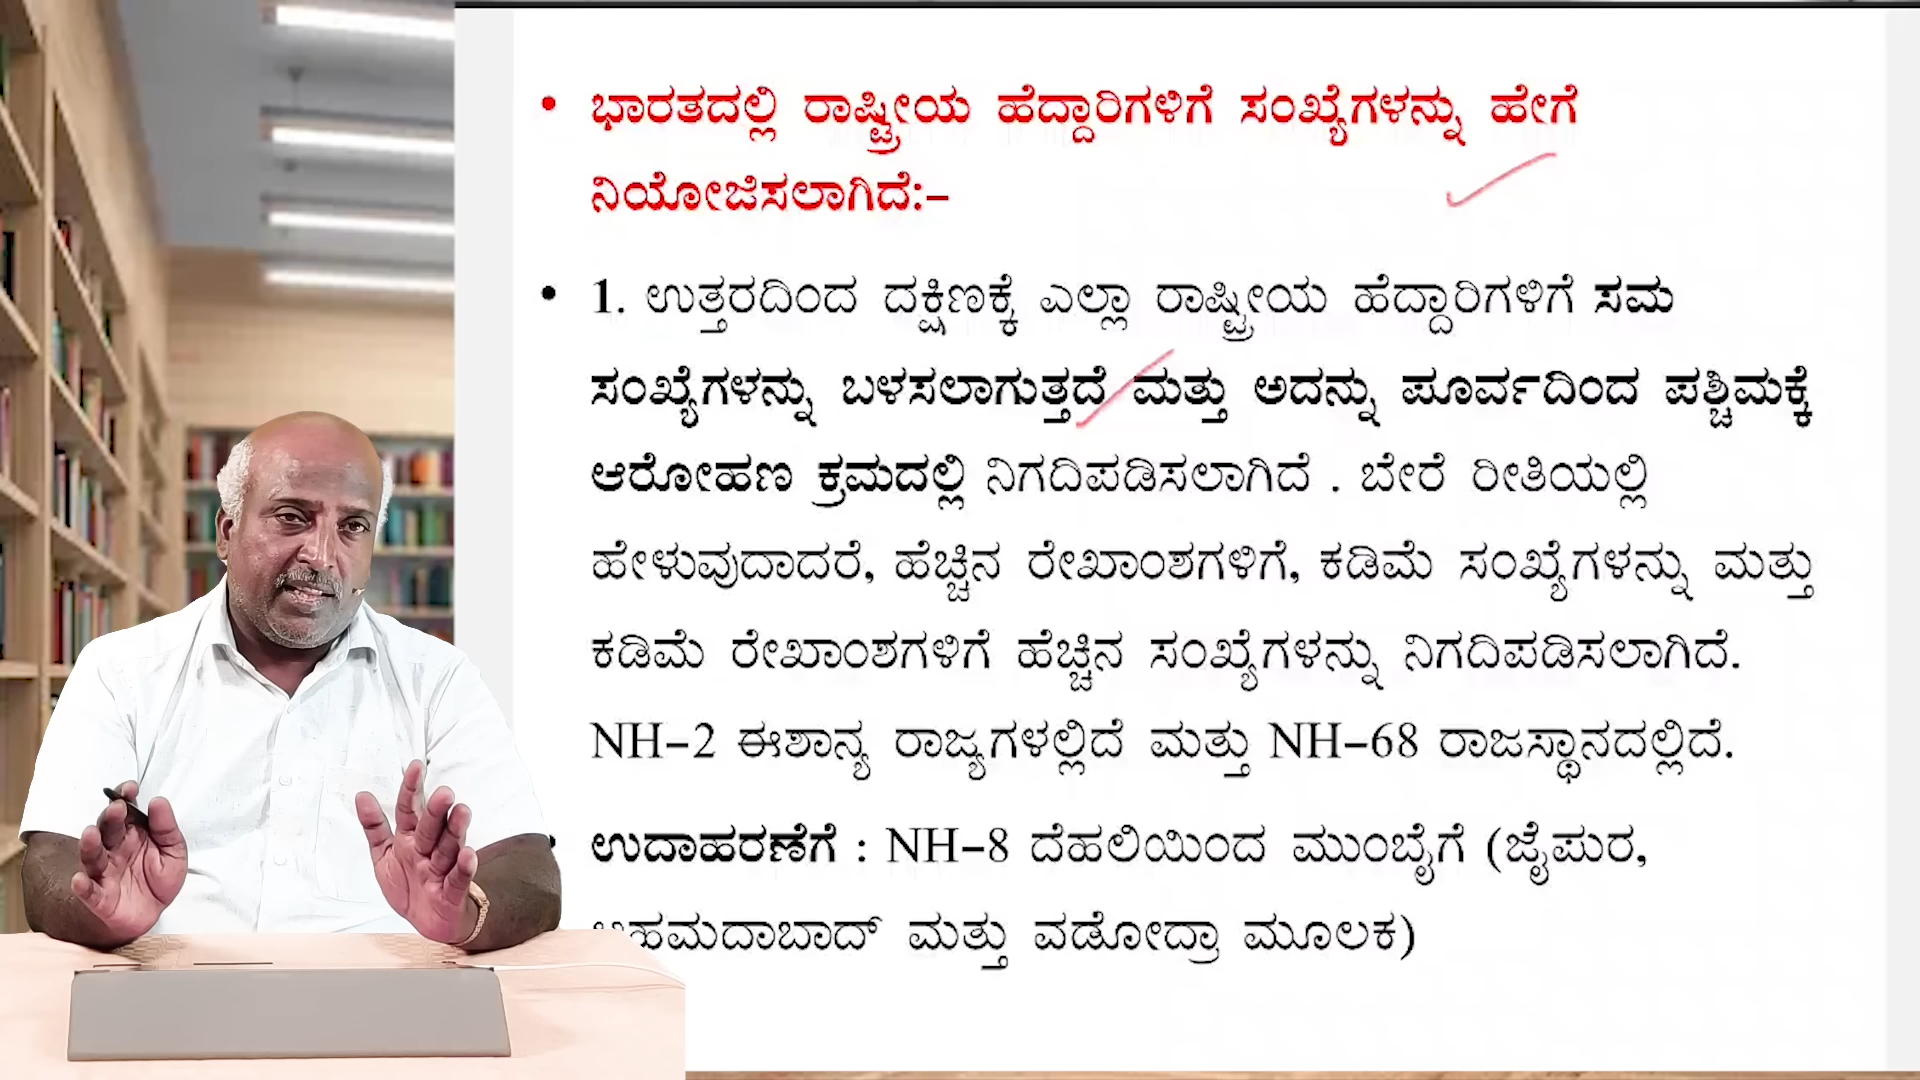 • ಭಾರತದಲ್ಲಿ ರಾಷ್ಟ್ರೀಯ ಹೆದ್ದಾರಿಗಳಿಗೆ ಸಂಖ್ಯೆಗಳನ್ನು ಹೇಗೆ
ನಿಯೋಜಿಸಲಾಗಿದೆ:–
• 1. ಉತ್ತರದಿಂದ ದಕ್ಷಿಣಕ್ಕೆ ಎಲ್ಲಾ ರಾಷ್ಟ್ರೀಯ ಹೆದ್ದಾರಿಗಳಿಗೆ ಸಮ
ಸಂಖ್ಯೆಗಳನ್ನು ಬಳಸಲಾಗುತ್ತದೆ ಮತ್ತು ಅದನ್ನು ಪೂರ್ವದಿಂದ ಪಶ್ಚಿಮಕ್ಕೆ
ಆರೋಹಣ ಕ್ರಮದಲ್ಲಿ ನಿಗದಿಪಡಿಸಲಾಗಿದೆ . ಬೇರೆ ರೀತಿಯಲ್ಲಿ
ಹೇಳುವುದಾದರೆ, ಹೆಚ್ಚಿನ ರೇಖಾಂಶಗಳಿಗೆ, ಕಡಿಮೆ ಸಂಖ್ಯೆಗಳನ್ನು ಮತ್ತು
ಕಡಿಮೆ ರೇಖಾಂಶಗಳಿಗೆ ಹೆಚ್ಚಿನ ಸಂಖ್ಯೆಗಳನ್ನು ನಿಗದಿಪಡಿಸಲಾಗಿದೆ.
NH–2 ಈಶಾನ್ಯ ರಾಜ್ಯಗಳಲ್ಲಿದೆ ಮತ್ತು NH–68 ರಾಜಸ್ಥಾನದಲ್ಲಿದೆ.
• ಉದಾಹರಣೆಗೆ : NH–8 ದೆಹಲಿಯಿಂದ ಮುಂಬೈಗೆ (ಜೈಪುರ,
ಅಹಮದಾಬಾದ್ ಮತ್ತು ವಡೋದ್ರಾ ಮೂಲಕ)